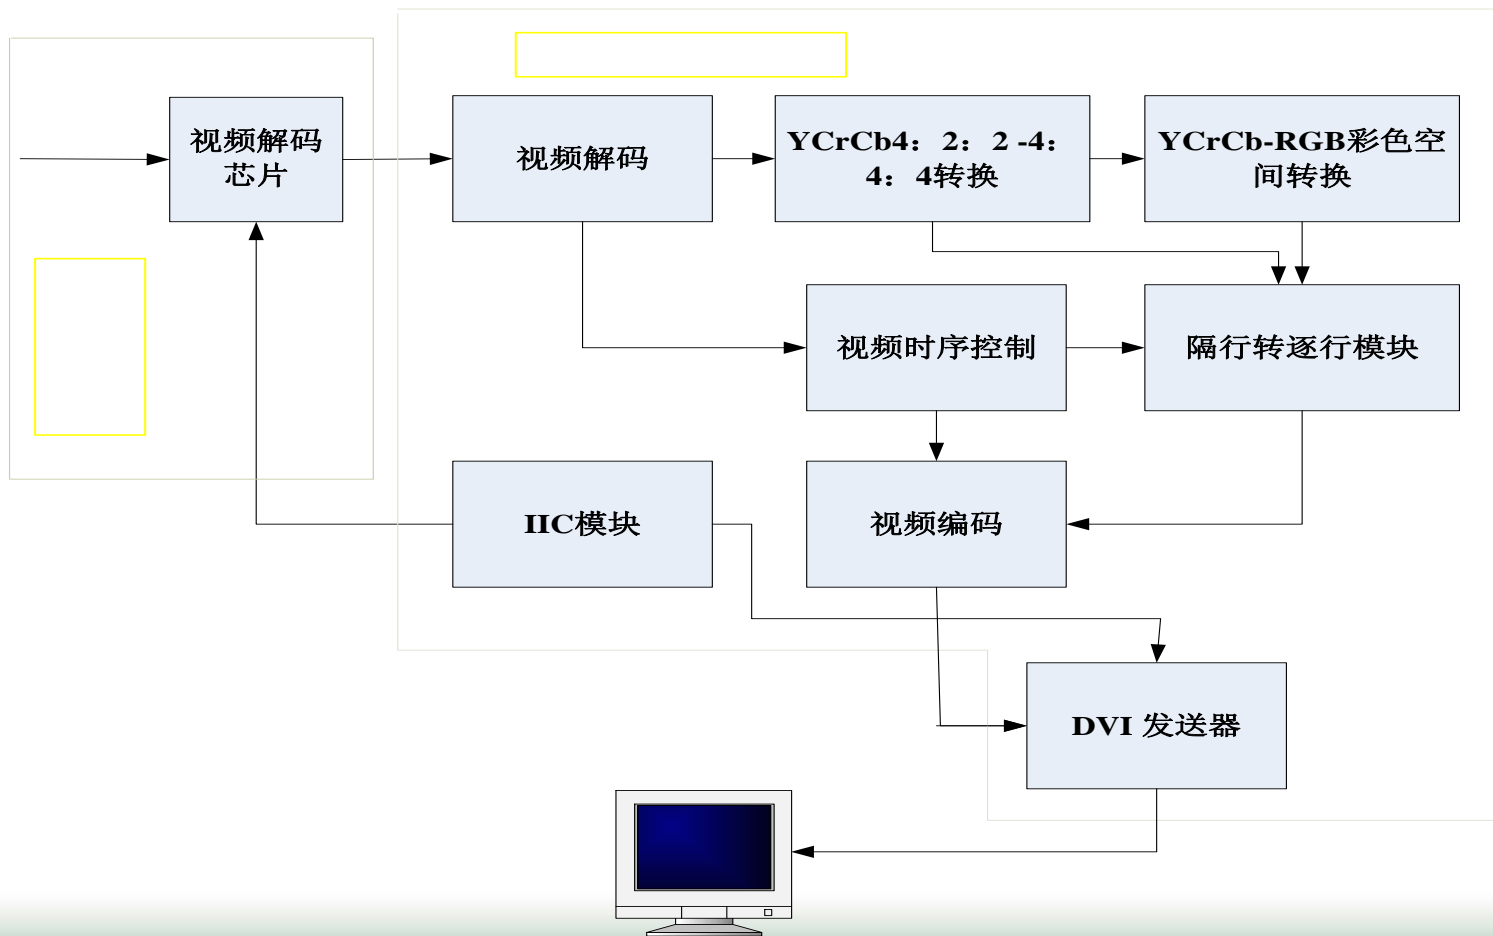 视频解码
芯片
视频解码
YCrCb4：2：2 -4：
4：4转换
YCrCb-RGB彩色空
间转换
视频时序控制
隔行转逐行模块
IIC模块
视频编码
DVI 发送器